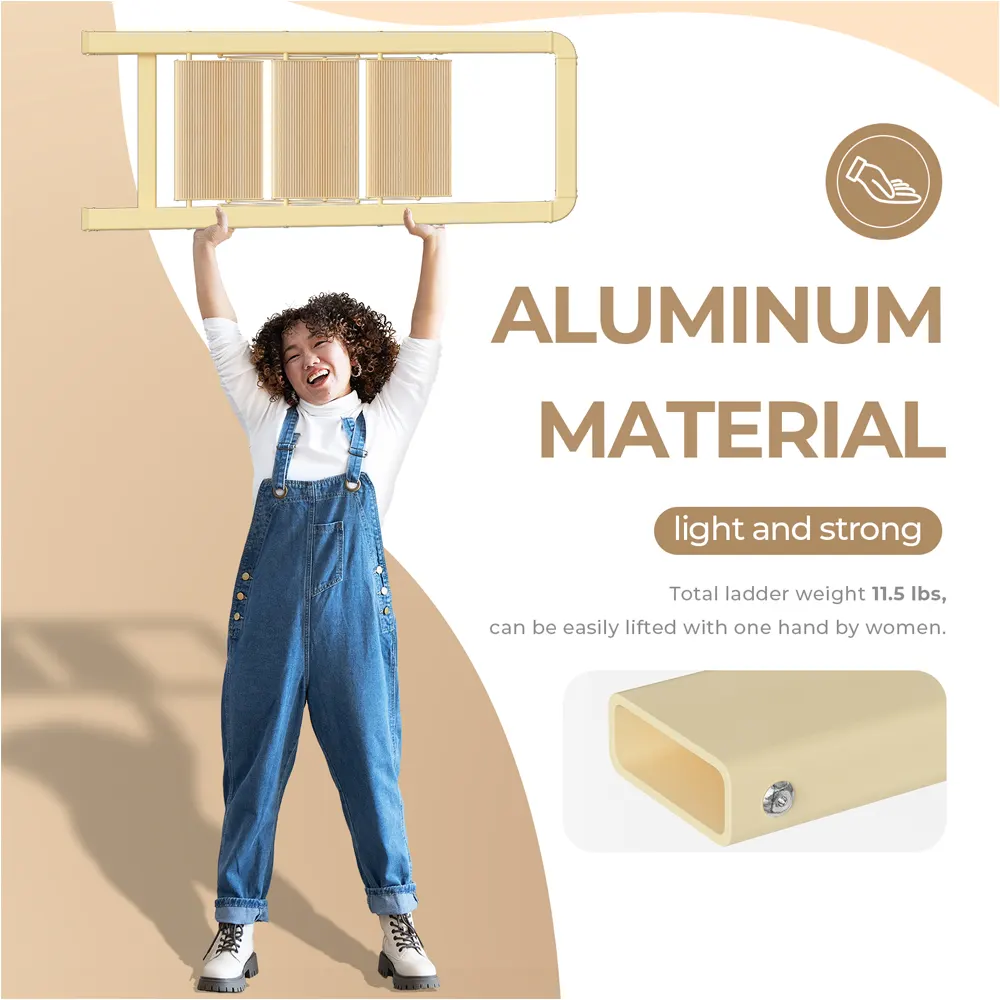 ALUMINUM
MATERIAL
light and strong
Total ladder weight 11.5 lbs,
can be easily lifted with one hand by women.